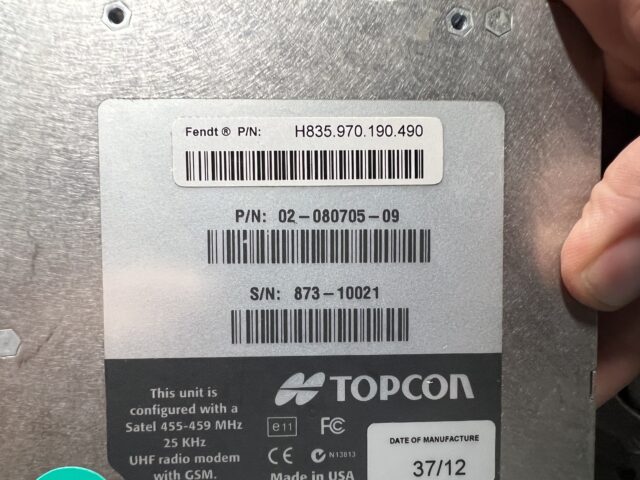 Fendt ® P/N: H835.970.190.490
P/N: 02-080705-09
S/N: 873-10021
TOPCON
This unit is
configured with a
Satel 455-459 MHz
25 KHz
UHF radio modem
with GSM.
e11 FC
CE N13813
Made in USA
DATE OF MANUFACTURE
37/12